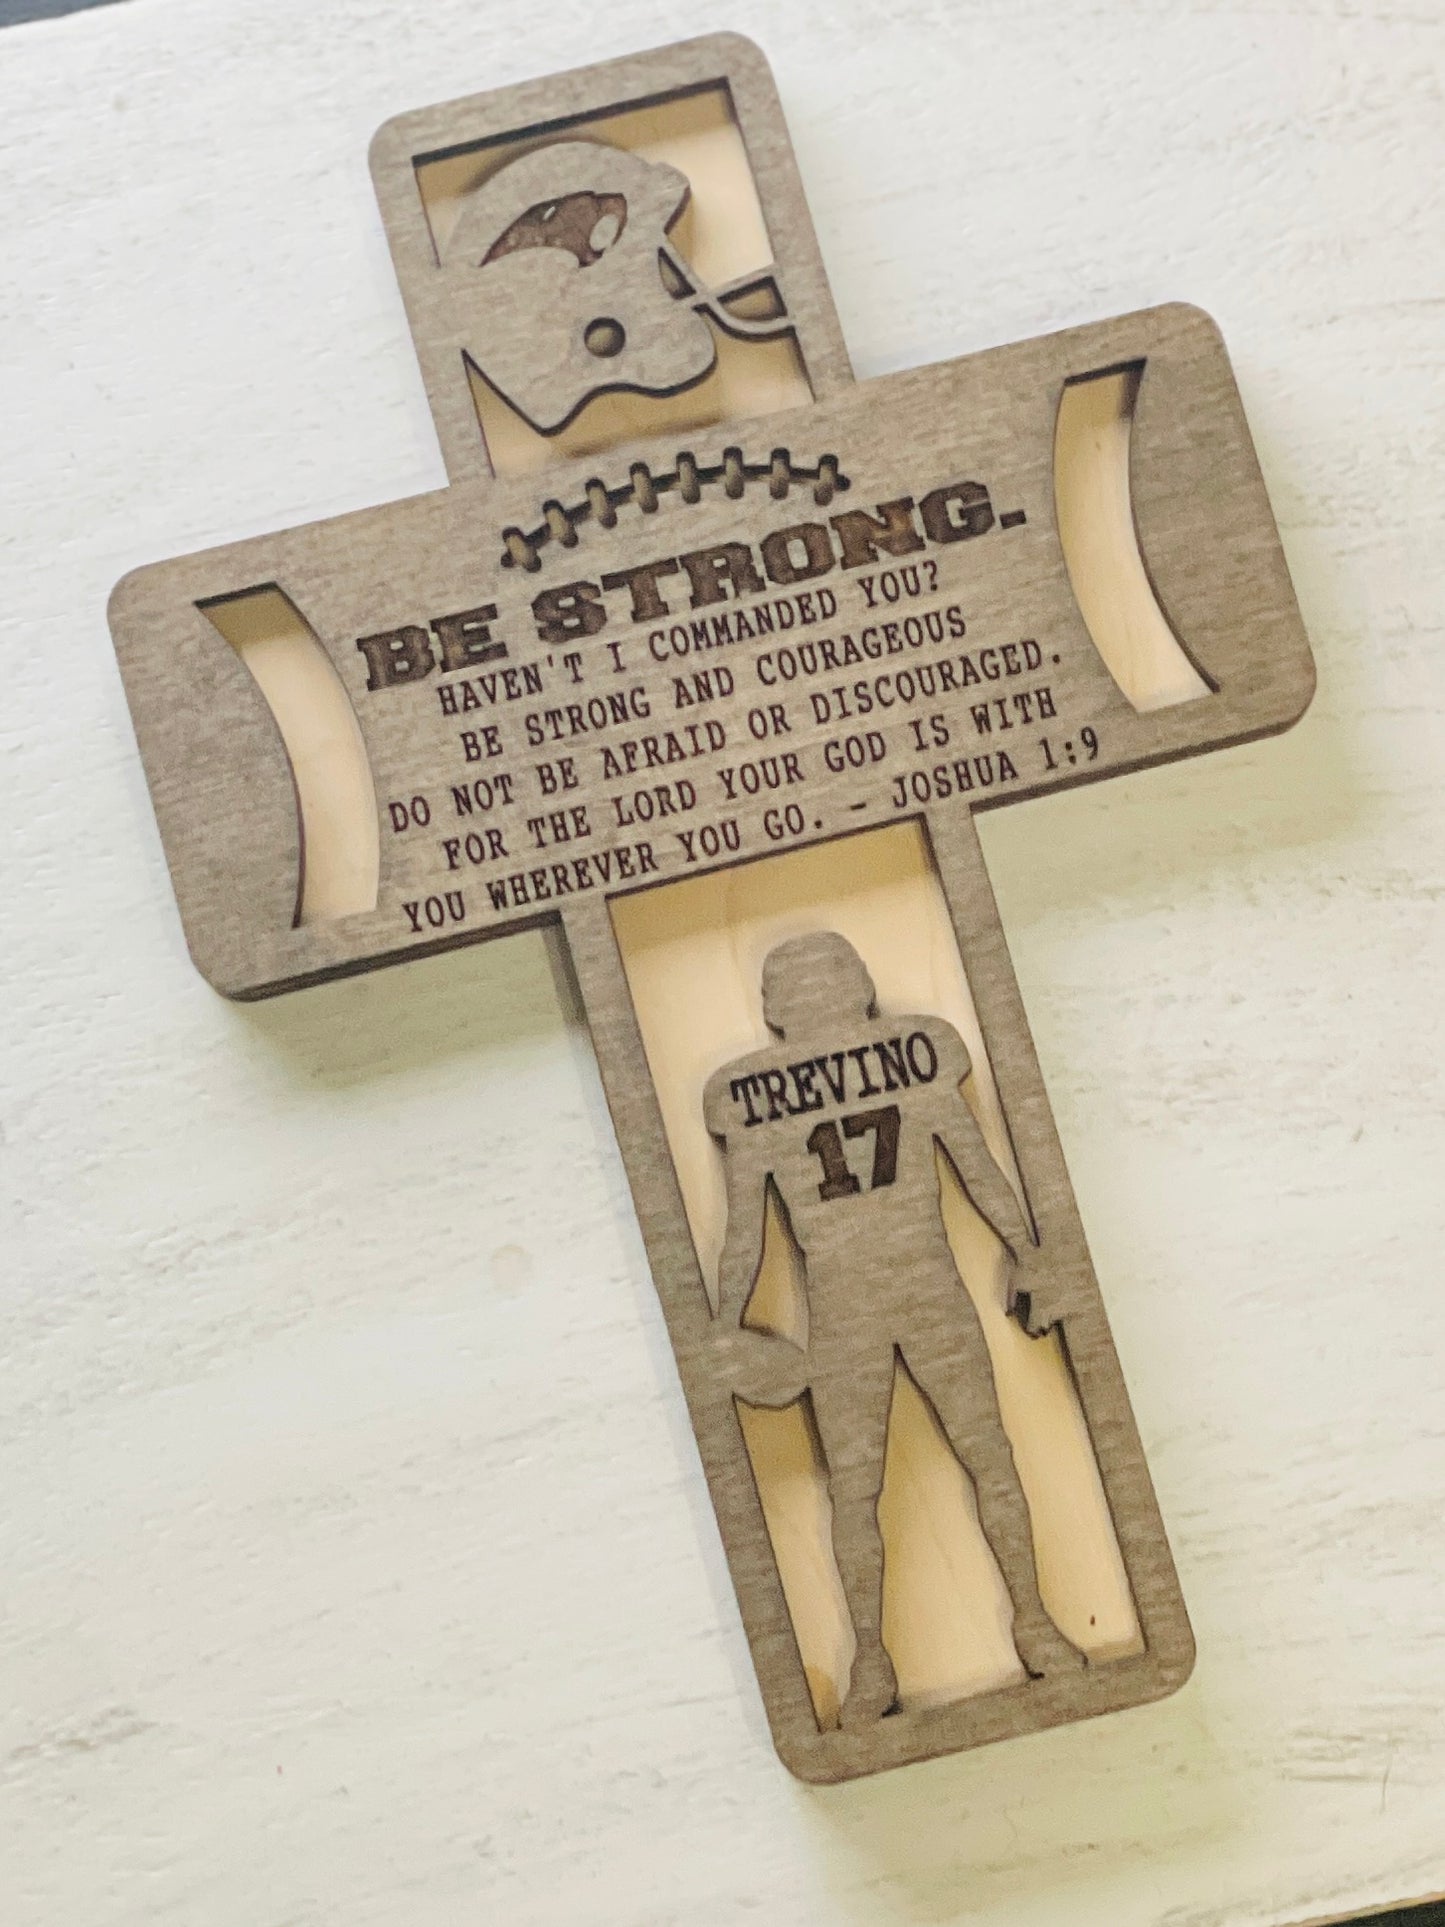 BE STRONG.
HAVEN'T I COMMANDED YOU?
BE STRONG AND COURAGEOUS
DO NOT BE AFRAID OR DISCOURAGED.
FOR THE LORD YOUR GOD IS WITH
YOU WHEREVER YOU GO. - JOSHUA 1:9
TREVINO
17